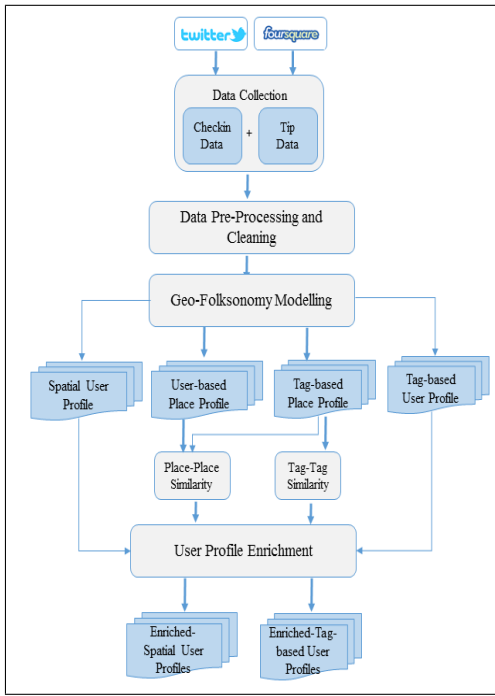 twitter
foursquare
Data Collection
Checkin
Data
+
Tip
Data
Data Pre-Processing and
Cleaning
Geo-Folksonomy Modelling
Spatial User
Profile
User-based
Place Profile
Tag-based
Place Profile
Tag-based
User Profile
Place-Place
Similarity
Tag-Tag
Similarity
User Profile Enrichment
Enriched-
Spatial User
Profiles
Enriched-Tag-
based User
Profiles